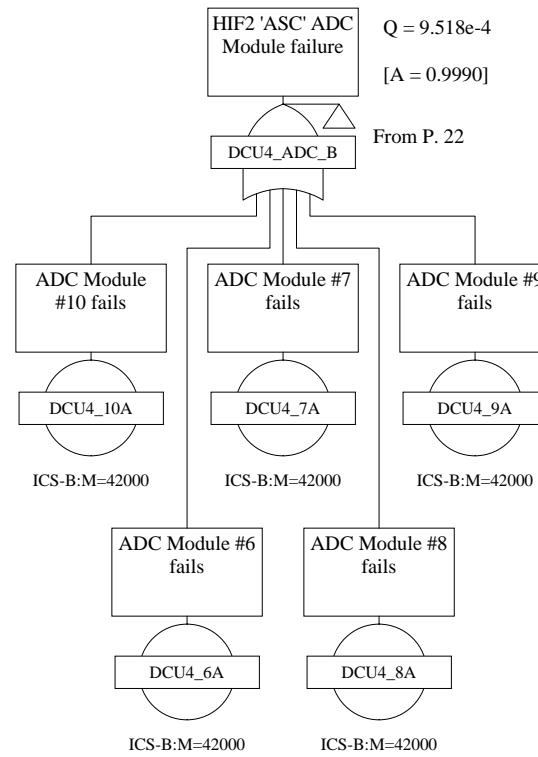 HIF2 'ASC' ADC
Module failure
Q = 9.518e-4
[A = 0.9990]
From P. 22
DCU4_ADC_B
ADC Module
#10 fails
ADC Module #7
fails
ADC Module #9
fails
DCU4_10A
DCU4_7A
DCU4_9A
ICS-B:M=42000
ICS-B:M=42000
ICS-B:M=42000
ADC Module #6
fails
ADC Module #8
fails
DCU4_6A
DCU4_8A
ICS-B:M=42000
ICS-B:M=42000